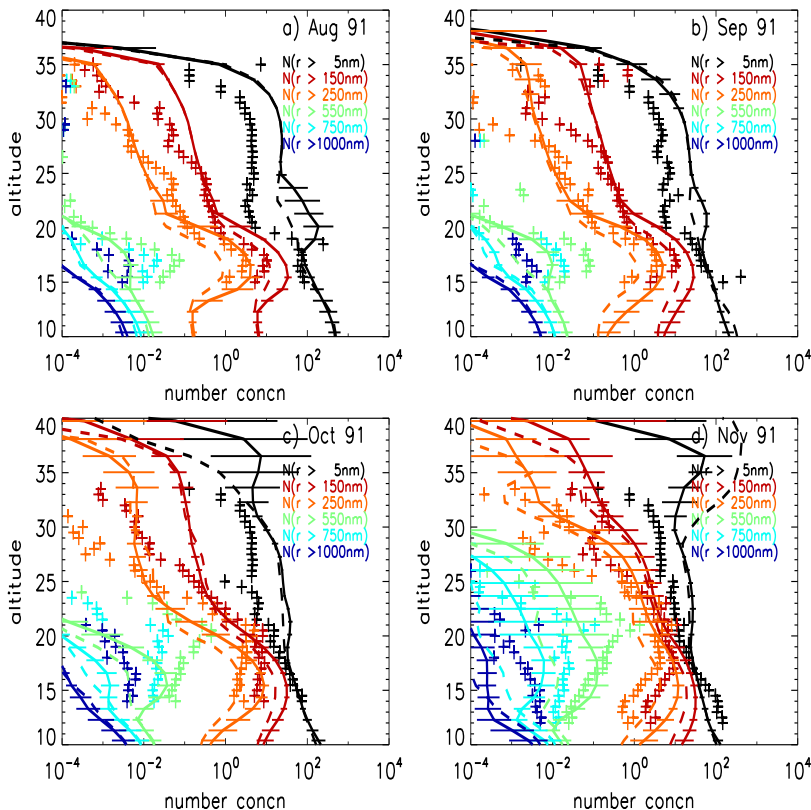 a) Aug 91
N(r > 5nm)
N(r > 150nm)
N(r > 250nm)
N(r > 550nm)
N(r > 750nm)
N(r >1000nm)
40
35
30
25
20
15
10
altitude
10^-4
10^-2
10^0
10^2
10^4
number concn
b) Sep 91
N(r > 5nm)
N(r > 150nm)
N(r > 250nm)
N(r > 550nm)
N(r > 750nm)
N(r >1000nm)
40
35
30
25
20
15
10
altitude
10^-4
10^-2
10^0
10^2
10^4
number concn
c) Oct 91
N(r > 5nm)
N(r > 150nm)
N(r > 250nm)
N(r > 550nm)
N(r > 750nm)
N(r >1000nm)
40
35
30
25
20
15
10
altitude
10^-4
10^-2
10^0
10^2
10^4
number concn
d) Nov 91
N(r > 5nm)
N(r > 150nm)
N(r > 250nm)
N(r > 550nm)
N(r > 750nm)
N(r >1000nm)
40
35
30
25
20
15
10
altitude
10^-4
10^-2
10^0
10^2
10^4
number concn